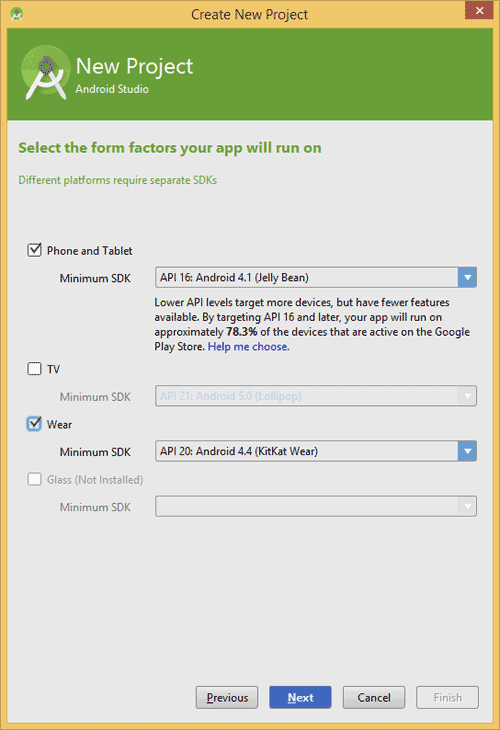 Create New Project
New Project
Android Studio
Select the form factors your app will run on
Different platforms require separate SDKs
Phone and Tablet
Minimum SDK API 16: Android 4.1 (Jelly Bean)
Lower API levels target more devices, but have fewer features
available. By targeting API 16 and later, your app will run on
approximately 78.3% of the devices that are active on the Google
Play Store. Help me choose.
TV
Minimum SDK API 21: Android 5.0 (Lollipop)
Wear
Minimum SDK API 20: Android 4.4 (KitKat Wear)
Glass (Not Installed)
Minimum SDK
Previous Next Cancel Finish